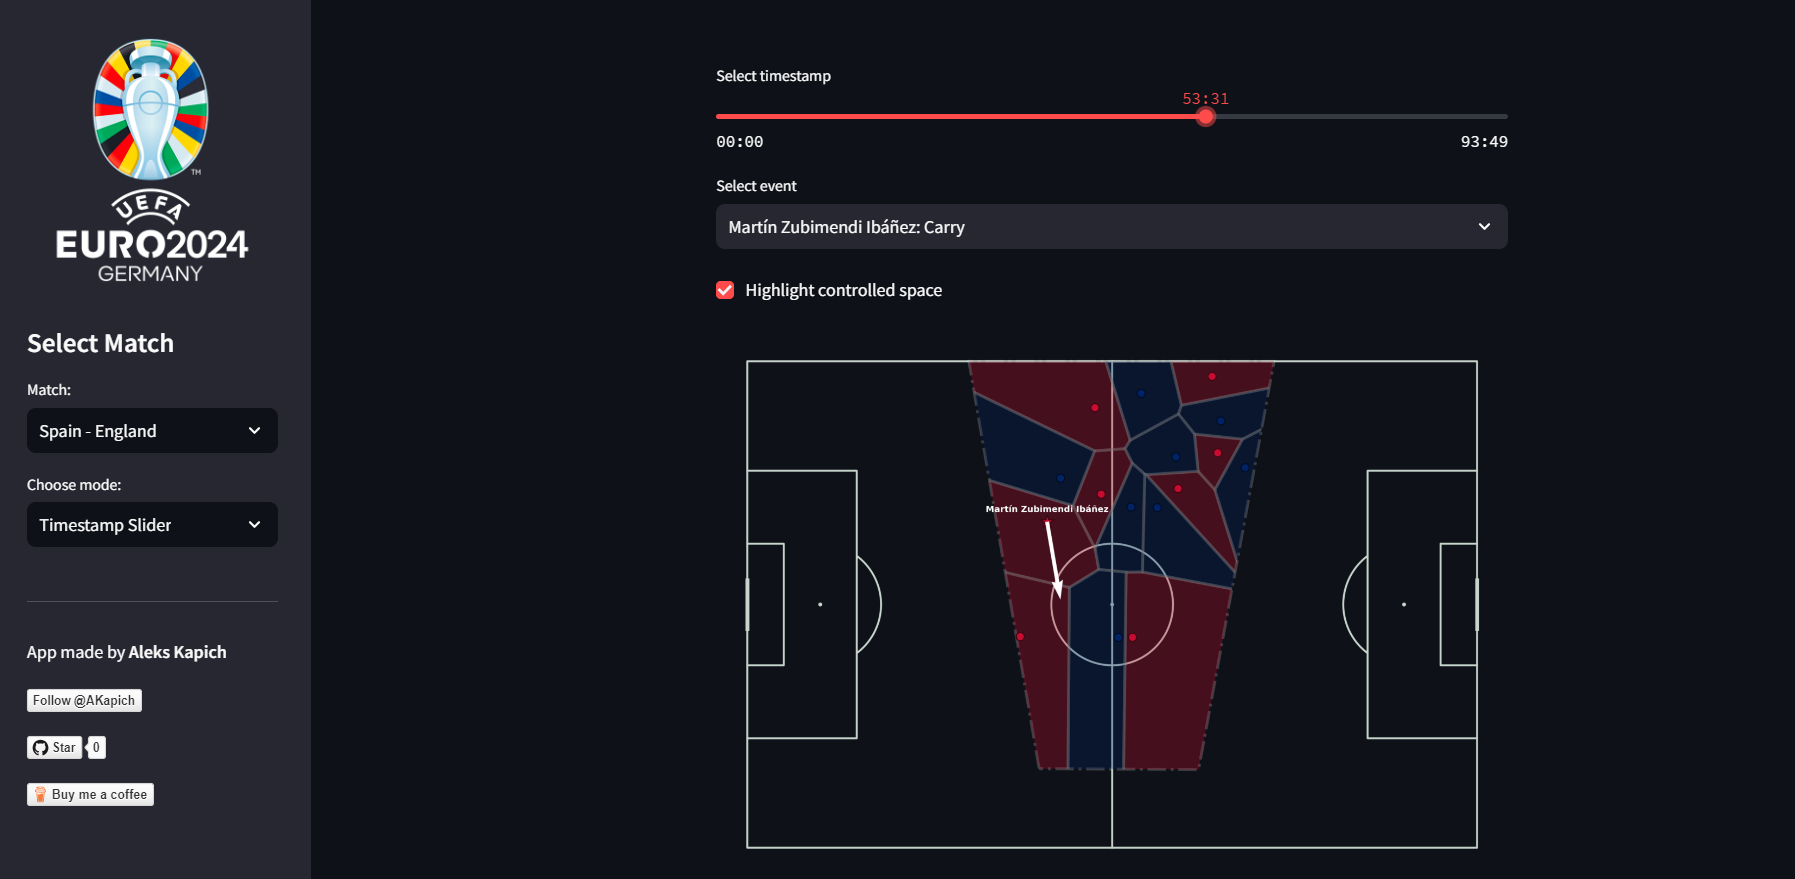 TM
UEFA
EURO2024
GERMANY
Select Match
Match:
Spain - England
Choose mode:
Timestamp Slider
App made by Aleks Kapich
Follow @AKapich
Star
0
Buy me a coffee
Select timestamp
53:31
00:00
93:49
Select event
Martín Zubimendi Ibáñez: Carry
Highlight controlled space
Martín Zubimendi Ibáñez